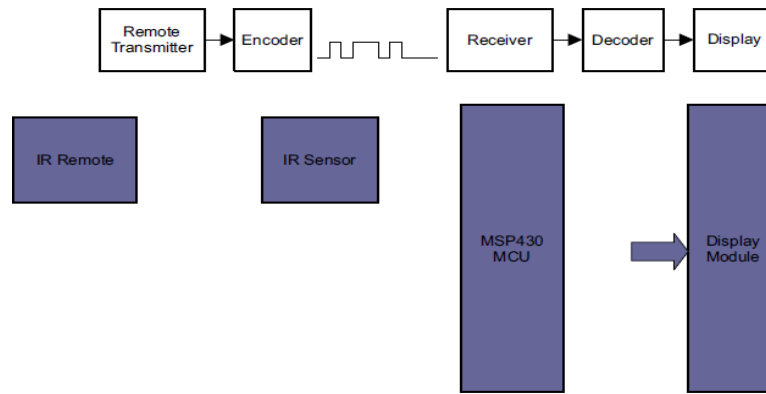 Remote
Transmitter
Encoder
Receiver
Decoder
Display
IR Remote
IR Sensor
MSP430
MCU
Display
Module